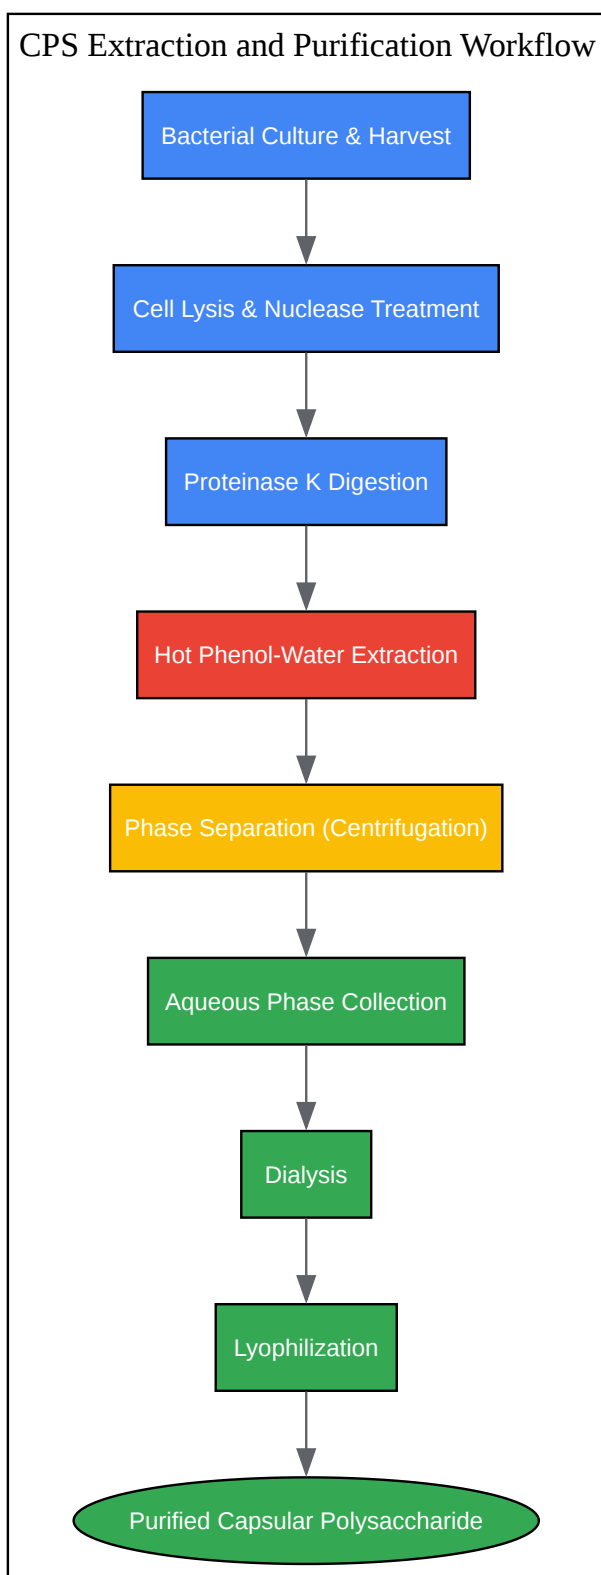 CPS Extraction and Purification Workflow
Bacterial Culture & Harvest
Cell Lysis & Nuclease Treatment
Proteinase K Digestion
Hot Phenol-Water Extraction
Phase Separation (Centrifugation)
Aqueous Phase Collection
Dialysis
Lyophilization
Purified Capsular Polysaccharide